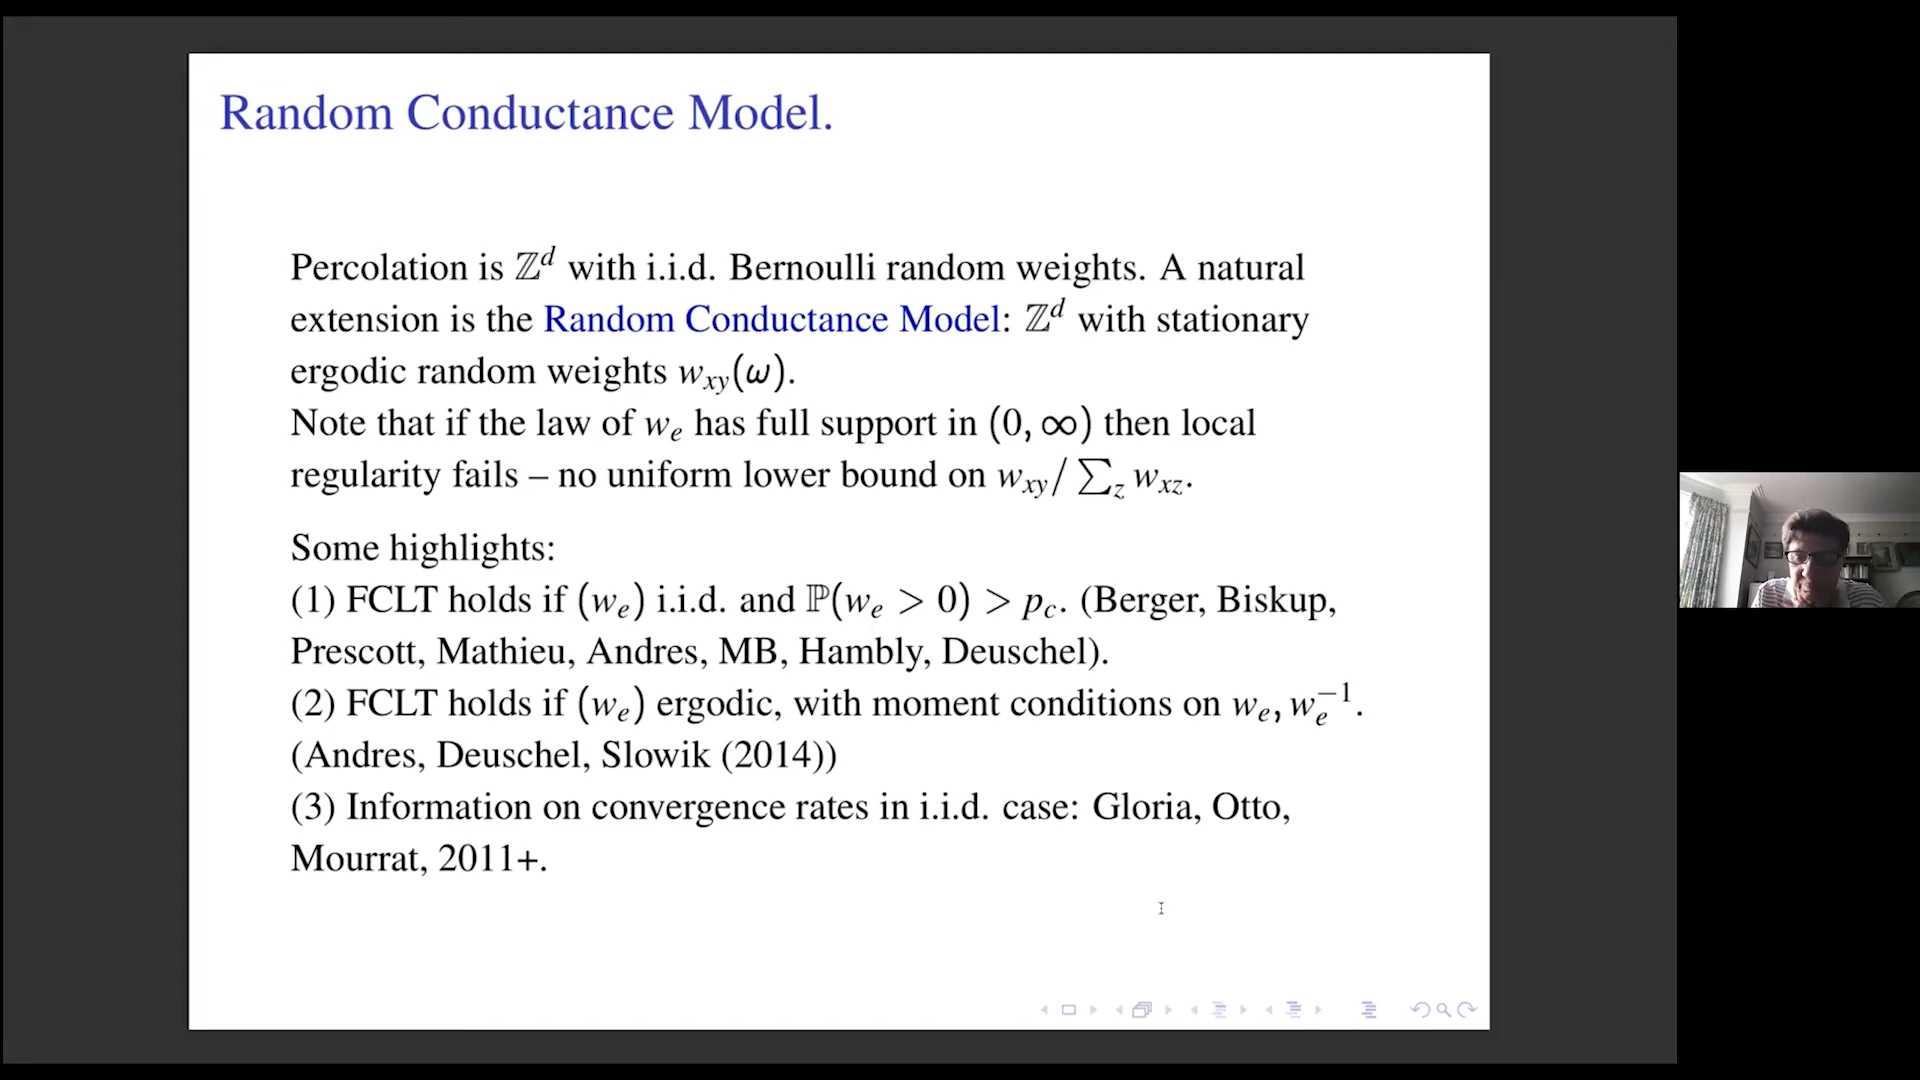 Random Conductance Model.
Percolation is ℤ^d with i.i.d. Bernoulli random weights. A natural
extension is the Random Conductance Model: ℤ^d with stationary
ergodic random weights w_{xy}(ω).
Note that if the law of w_e has full support in (0, ∞) then local
regularity fails – no uniform lower bound on w_{xy}/ ∑_z w_{xz}.
Some highlights:
(1) FCLT holds if (w_e) i.i.d. and ℙ(w_e > 0) > p_c. (Berger, Biskup,
Prescott, Mathieu, Andres, MB, Hambly, Deuschel).
(2) FCLT holds if (w_e) ergodic, with moment conditions on w_e, w_e^{−1}.
(Andres, Deuschel, Slowik (2014))
(3) Information on convergence rates in i.i.d. case: Gloria, Otto,
Mourrat, 2011+.